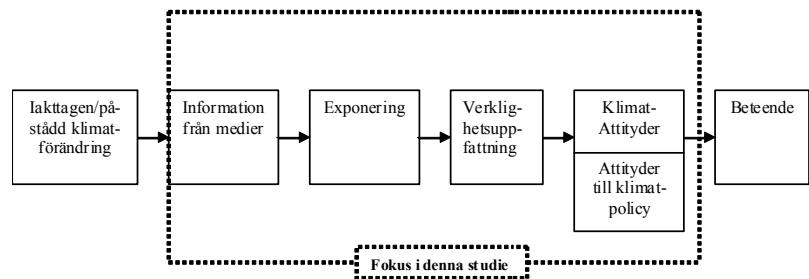 Iakttagen/på-
stådd klimat-
förändring
Information
från medier
Exponering
Verklig-
hetsupp-
fattning
Klimat-
Attityder
Attityder
till klimat-
policy
Beteende
Fokus i denna studie